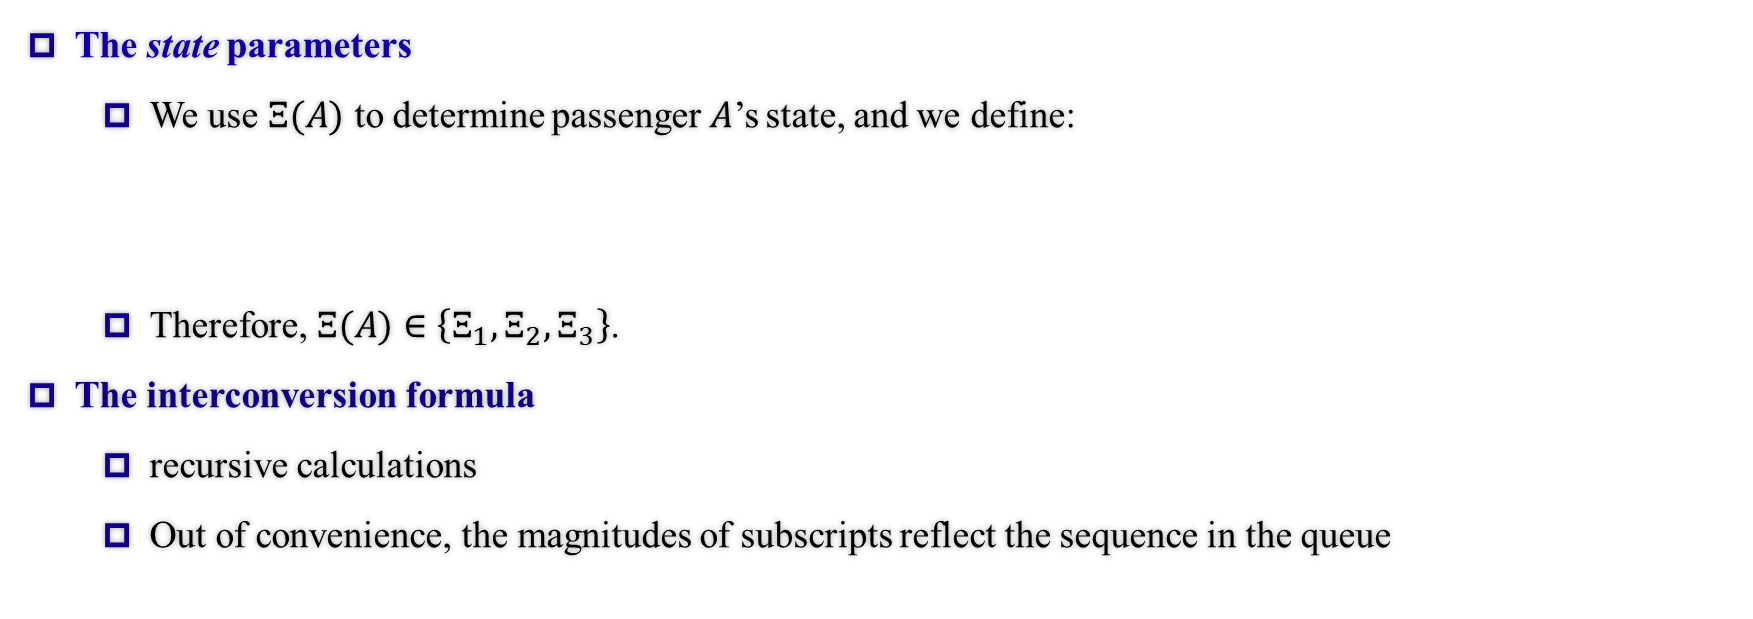 The state parameters
We use Ξ(A) to determine passenger A’s state, and we define:
Therefore, Ξ(A) ∈ {Ξ₁, Ξ₂, Ξ₃}.
The interconversion formula
recursive calculations
Out of convenience, the magnitudes of subscripts reflect the sequence in the queue